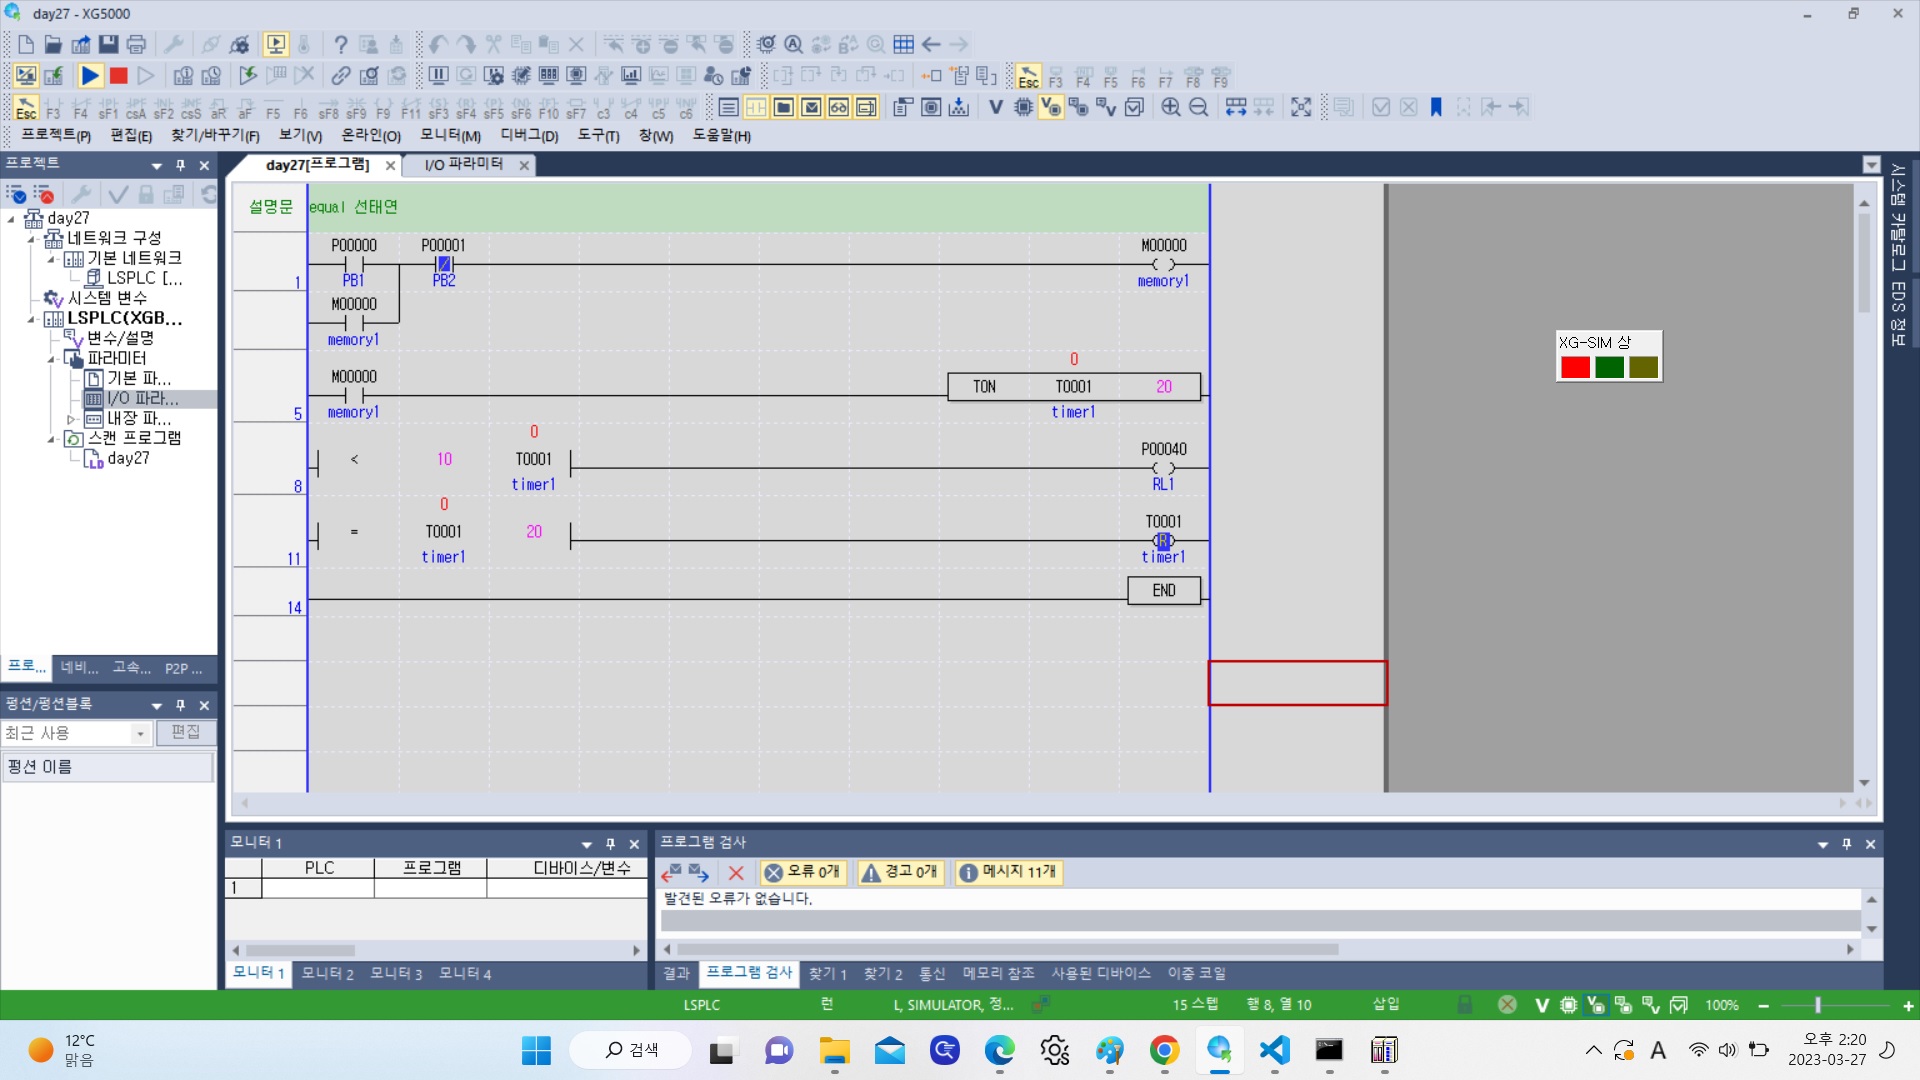 day27 - XG5000
Esc F3 F4 F5 F6 F7 F8 F9
Esc F3 F4 sF1 csA sF2 csS aR aF F5 F6 sF8 sF9 F9 F11 sF3 sF4 sF5 sF6 F10 sF7 c3 c4 c5 c6
프로젝트(P) 편집(E) 찾기/바꾸기(F) 보기(V) 온라인(O) 모니터(M) 디버그(D) 도구(T) 창(W) 도움말(H)
프로젝트
day27[프로그램]
I/O 파라미터
day27
네트워크 구성
기본 네트워크
LSPLC [...
시스템 변수
LSPLC(XGB...
변수/설명
파라미터
기본 파...
I/O 파라...
내장 파...
스캔 프로그램
day27
프로... 네비... 고속... P2P ...
펑션/펑션블록
최근 사용
편집
펑션 이름
설명문 equal 선태연
P00000 P00001 M00000
1 PB1 PB2 memory1
M00000
memory1
0
M00000 TON T0001 20
5 memory1 timer1
0
< 10 T0001 P00040
8 timer1 RL1
0
= T0001 20 T0001
R
11 timer1 timer1
END
14
XG-SIM 상
시스템 카탈로그
EDS 정보
모니터 1
PLC 프로그램 디바이스/변수
1
모니터 1 모니터 2 모니터 3 모니터 4
프로그램 검사
오류 0개 경고 0개 메시지 11개
발견된 오류가 없습니다.
결과 프로그램 검사 찾기 1 찾기 2 통신 메모리 참조 사용된 디바이스 이중 코일
LSPLC 런 L, SIMULATOR, 정... 15 스텝 행 8, 열 10 삽입 100%
12°C
맑음
검색
A
오후 2:20
2023-03-27